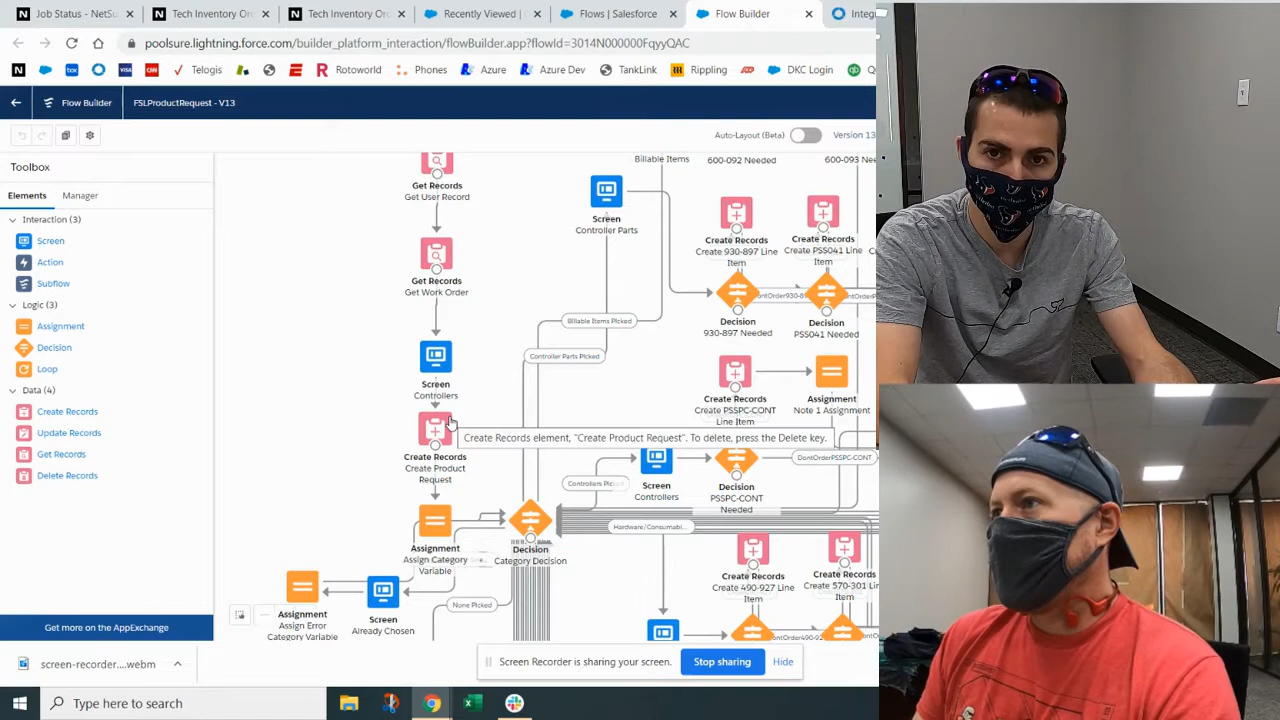 Job Status - NetSu
Tech Inventory Orc
Tech Inventory Orc
Recently Viewed |
Flows | Salesforce
Flow Builder
Integ
poolsure.lightning.force.com/builder_platform_interaction/flowBuilder.app?flowId=3014N000000FqyyQAC
Telogis
Rotoworld
Phones
Azure
Azure Dev
TankLink
Rippling
DKC Login
Flow Builder
FSLProductRequest - V13
Auto-Layout (Beta)
Version 13
Toolbox
Elements
Manager
Interaction (3)
Screen
Action
Subflow
Logic (3)
Assignment
Decision
Loop
Data (4)
Create Records
Update Records
Get Records
Delete Records
Get more on the AppExchange
Get Records
Get User Record
Get Records
Get Work Order
Screen
Controllers
Create Records
Create Product
Request
Create Records element, "Create Product Request". To delete, press the Delete key.
Assignment
Assign Category
Variable
Assignment
Assign Error
Category Variable
Screen
Already Chosen
None Picked
Decision
Category Decision
Billable Items Picked
Controller Parts Picked
Screen
Controller Parts
Billable Items
600-092 Needed
600-093 Nee
Create Records
Create 930-897 Line
Item
Create Records
Create PSS041 Line
Item
Decision
930-897 Needed
Decision
PSS041 Needed
Create Records
Create PSSPC-CONT
Line Item
Assignment
Note 1 Assignment
Screen
Controllers
Decision
PSSPC-CONT
Needed
DontOrderPSSPC-CONT
Hardware/Consumabl...
Create Records
Create 490-927 Line
Item
Create Records
Create 570-301 Lin
Item
screen-recorder....webm
Screen Recorder is sharing your screen.
Stop sharing
Hide
Type here to search